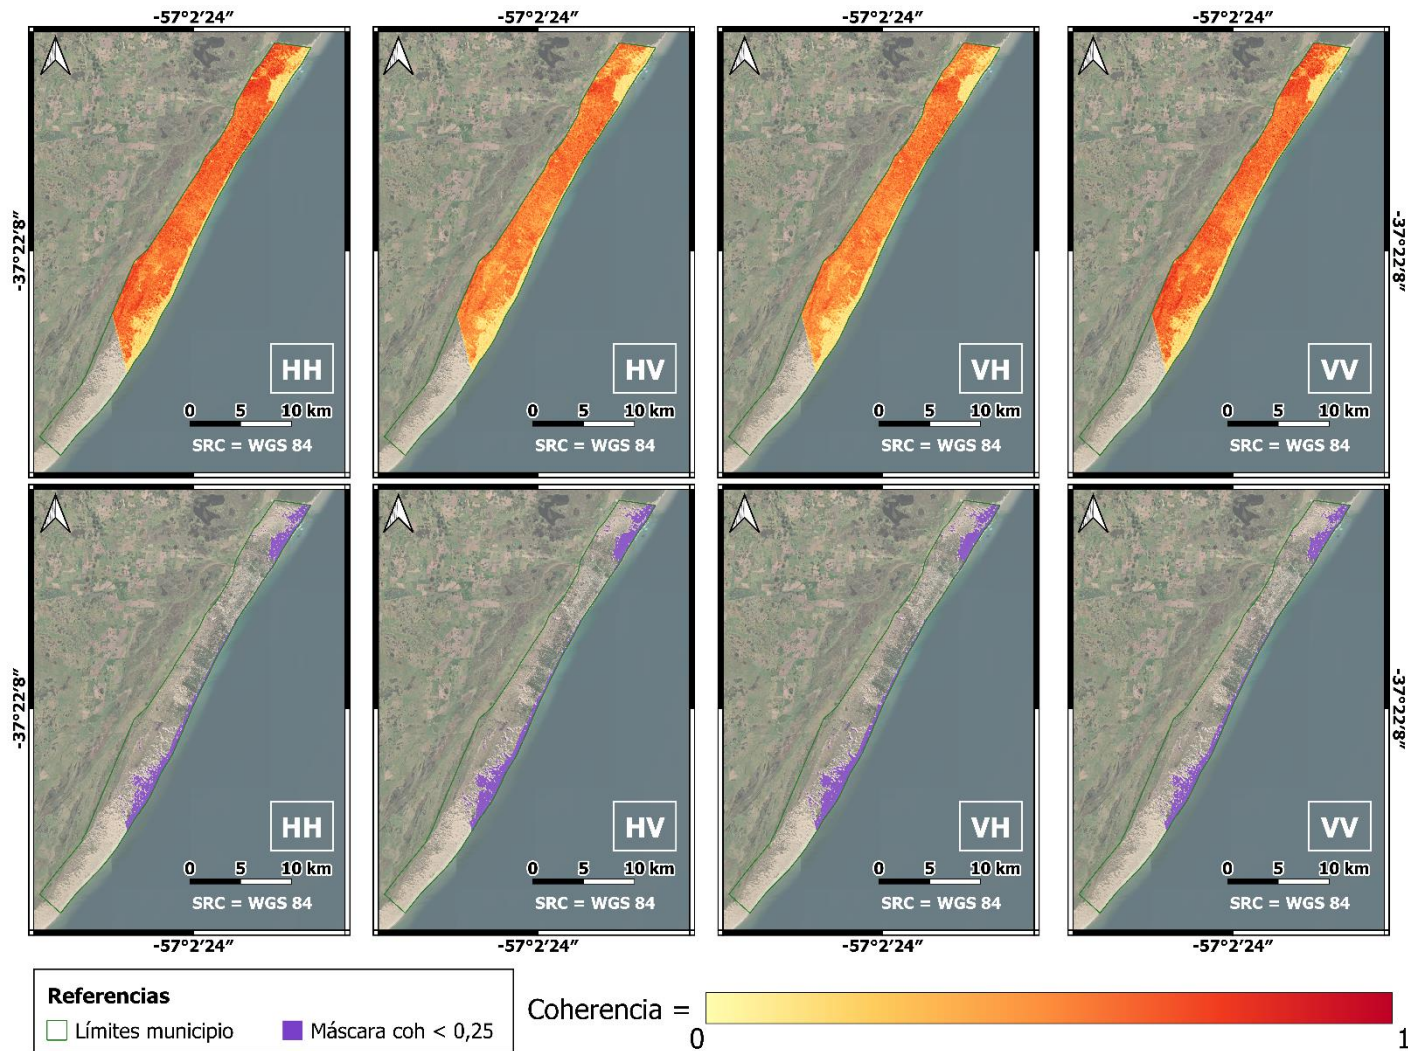 -57°2'24" -57°2'24" -57°2'24" -57°2'24"
-37°22'8"
-37°22'8"
HH HV VH VV
0 5 10 km 0 5 10 km 0 5 10 km 0 5 10 km
SRC = WGS 84 SRC = WGS 84 SRC = WGS 84 SRC = WGS 84
-37°22'8"
-37°22'8"
HH HV VH VV
0 5 10 km 0 5 10 km 0 5 10 km 0 5 10 km
SRC = WGS 84 SRC = WGS 84 SRC = WGS 84 SRC = WGS 84
-57°2'24" -57°2'24" -57°2'24" -57°2'24"
Referencias
Límites municipio Máscara coh < 0,25
Coherencia =
0 1